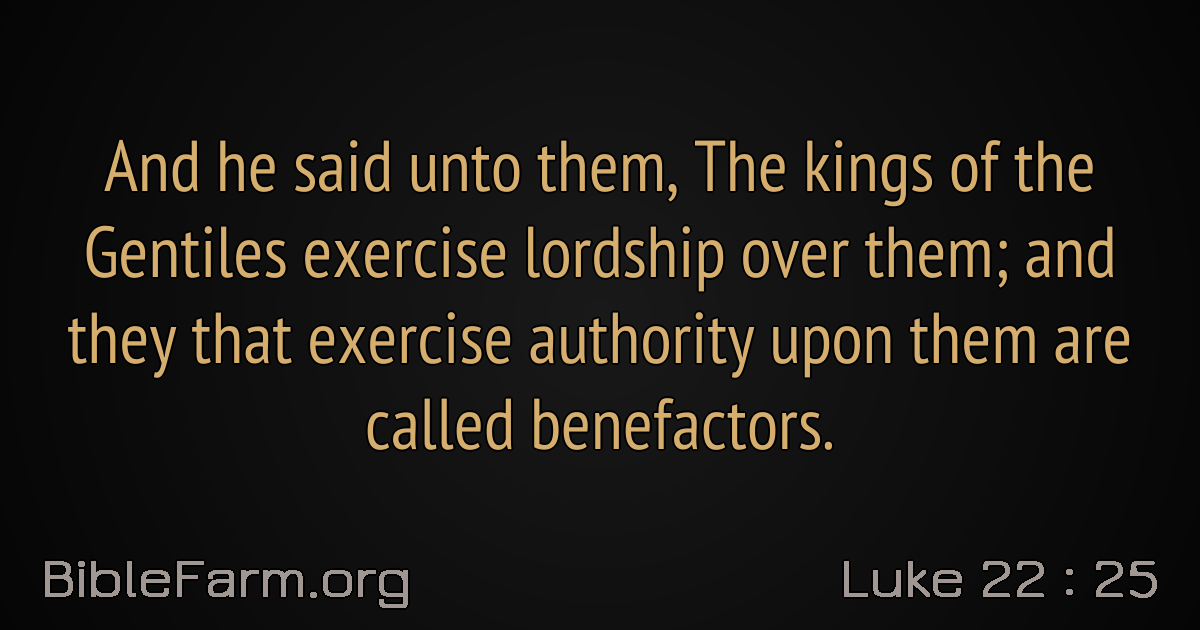 And he said unto them, The kings of the
Gentiles exercise lordship over them; and
they that exercise authority upon them are
called benefactors.
BibleFarm.org
Luke 22 : 25